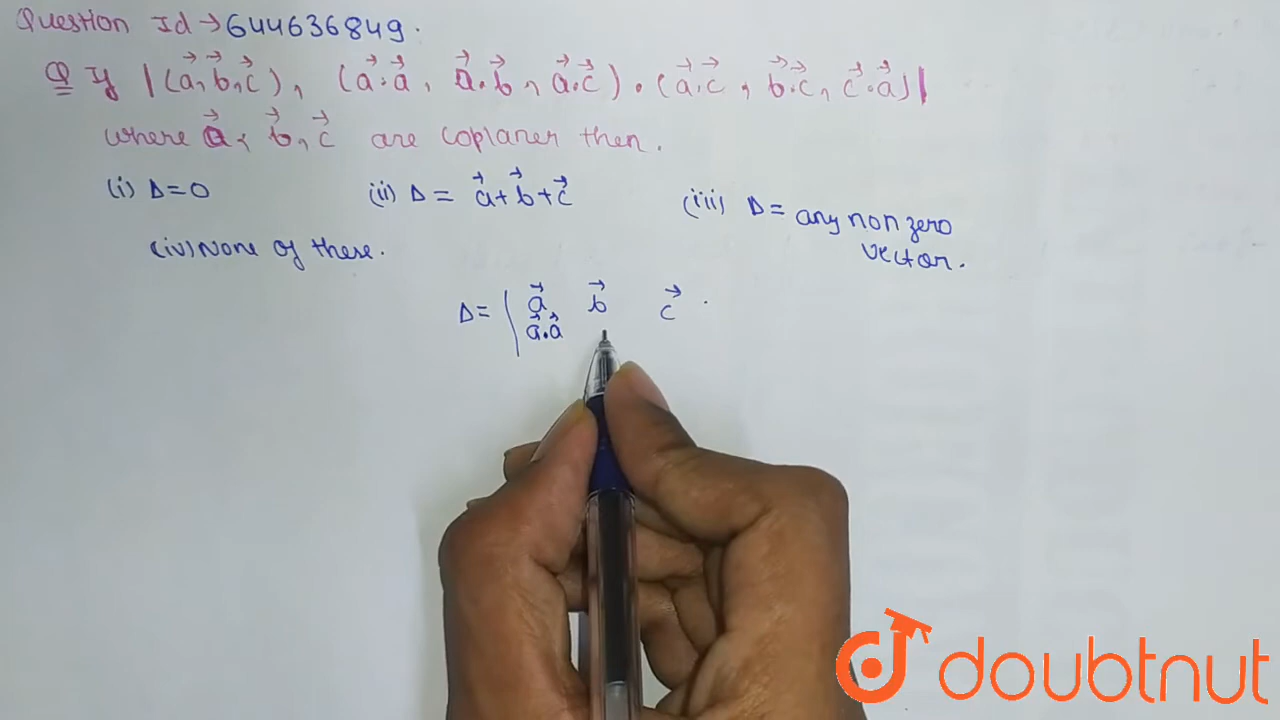 Question Id → 644636849.
Q If |(a⃗, b⃗, c⃗), (a⃗.a⃗, a⃗.b⃗, a⃗.c⃗).(a⃗.c⃗, b⃗.c⃗, c⃗.a⃗)|
where a⃗, b⃗, c⃗ are coplaner then.
(i) Δ=0 (ii) Δ = a⃗+b⃗+c⃗ (iii) Δ = any non zero
vector.
(iv) None of these.
Δ= | a⃗ b⃗ c⃗ .
a⃗.a⃗
doubtnut